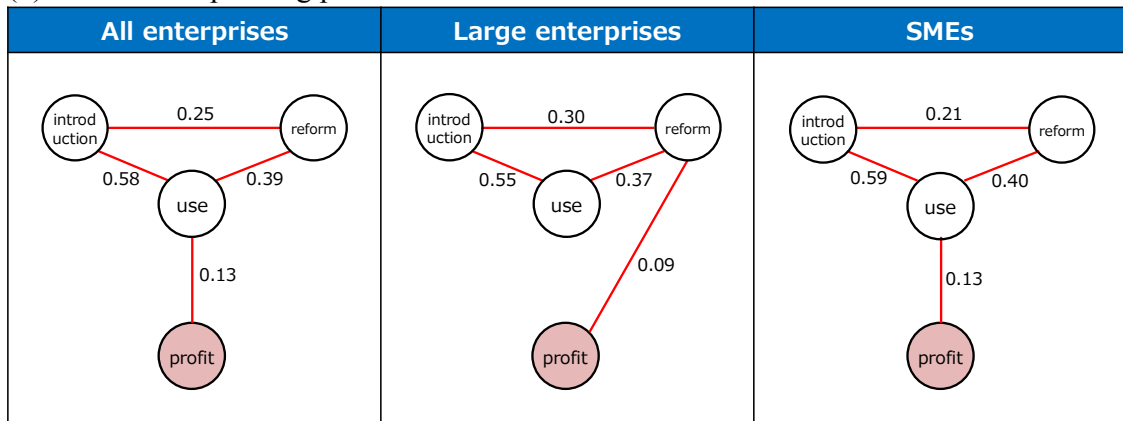 All enterprises
Large enterprises
SMEs
introd
uction
0.25
reform
0.58
0.39
use
0.13
profit
introd
uction
0.30
reform
0.55
0.37
use
0.09
profit
introd
uction
0.21
reform
0.59
0.40
use
0.13
profit